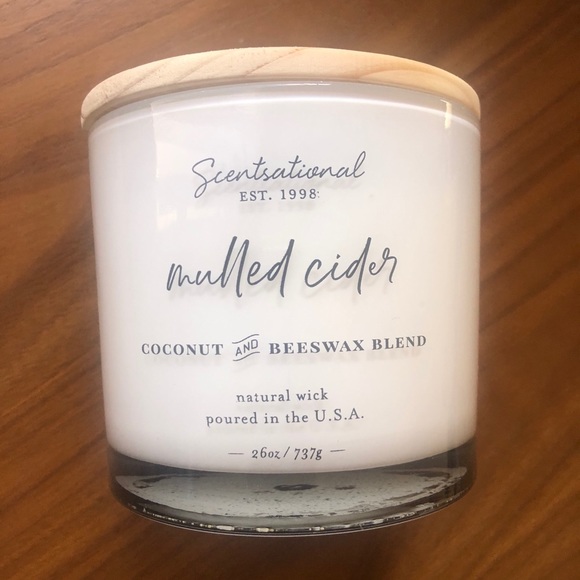 Scentsational
EST. 1998
mulled cider
COCONUT AND BEESWAX BLEND
natural wick
poured in the U.S.A.
— 26oz / 737g —